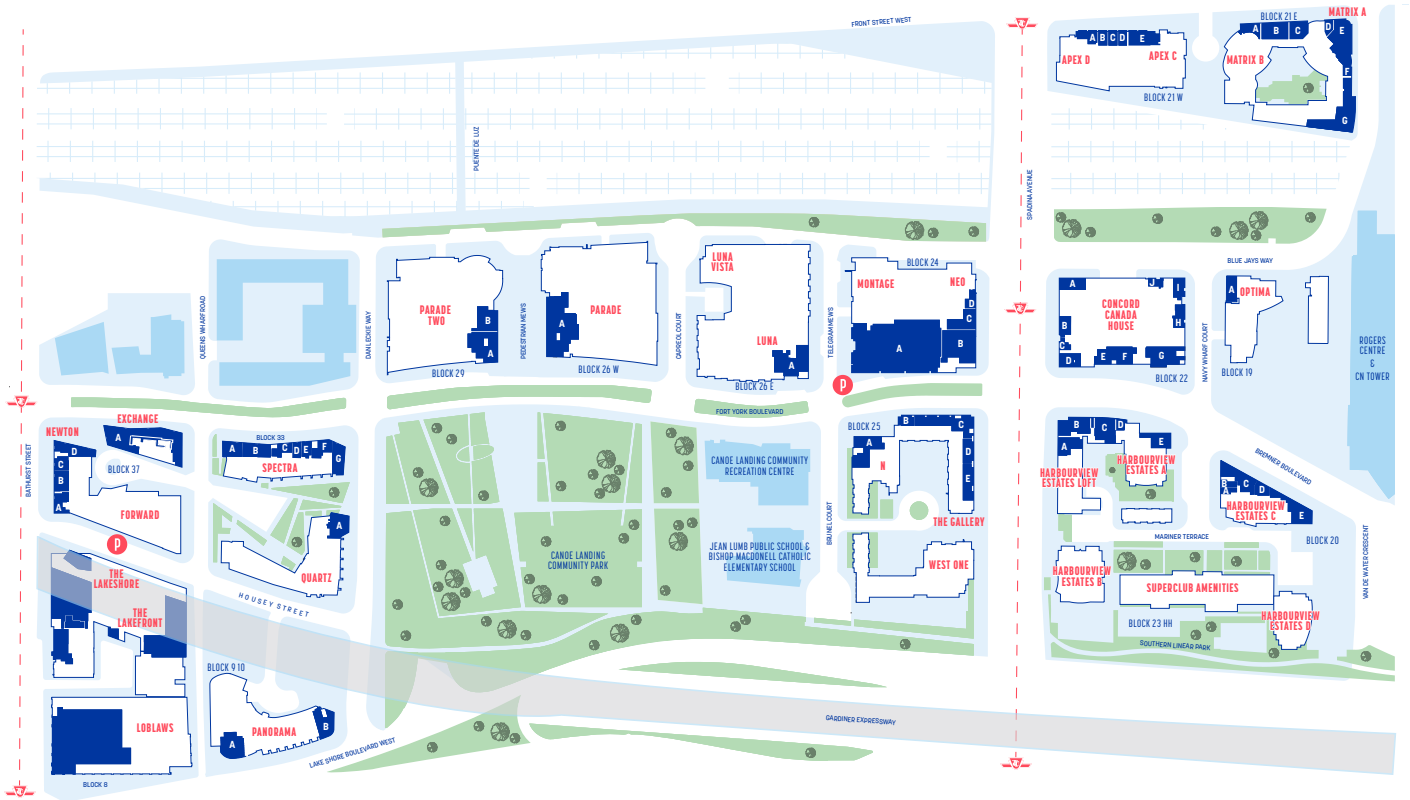 FRONT STREET WEST
BLOCK 21 E
MATRIX A
A B C D E
A B C D E
APEX D
APEX C
MATRIX B
F
BLOCK 21 W
G
PUENTE DE LUZ
SPADINA AVENUE
LUNA
VISTA
BLOCK 24
BLUE JAYS WAY
MONTAGE
NEO
A
J
I
A
OPTIMA
D
C
PARADE
TWO
PARADE
CONCORD
CANADA
HOUSE
QUEENS WHARF ROAD
DAN LECKIE WAY
B
PEDESTRIAN MEWS
A
CAPREOL COURT
LUNA
TELEGRAM MEWS
A
B
B
H
NAVY WHARF COURT
ROGERS
CENTRE
&
CN TOWER
A
A
C
D
E
F
G
BLOCK 29
BLOCK 26 W
BLOCK 26 E
P
BLOCK 22
BLOCK 19
FORT YORK BOULEVARD
EXCHANGE
NEWTON
A
BLOCK 33
BLOCK 25
B
C
B
C
D
A
E
A
D
A B C D E F
G
SPECTRA
BATHURST STREET
C
BLOCK 37
B
A
N
D
E
CANOE LANDING COMMUNITY
RECREATION CENTRE
HARBOURVIEW
ESTATES A
HARBOURVIEW
ESTATES LOFT
BREMNER BOULEVARD
B
A
C
D
E
HARBOURVIEW
ESTATES C
FORWARD
A
THE GALLERY
BRUNEL COURT
MARINER TERRACE
BLOCK 20
VAN DE WATER CRESCENT
P
CANOE LANDING
COMMUNITY PARK
JEAN LUMB PUBLIC SCHOOL &
BISHOP MACDONELL CATHOLIC
ELEMENTARY SCHOOL
WEST ONE
HARBOURVIEW
ESTATES B
SUPERCLUB AMENITIES
THE
LAKESHORE
QUARTZ
HOUSEY STREET
THE
LAKEFRONT
BLOCK 23 HH
HARBOURVIEW
ESTATES D
SOUTHERN LINEAR PARK
BLOCK 9 10
LOBLAWS
PANORAMA
A
B
GARDINER EXPRESSWAY
LAKE SHORE BOULEVARD WEST
BLOCK 8